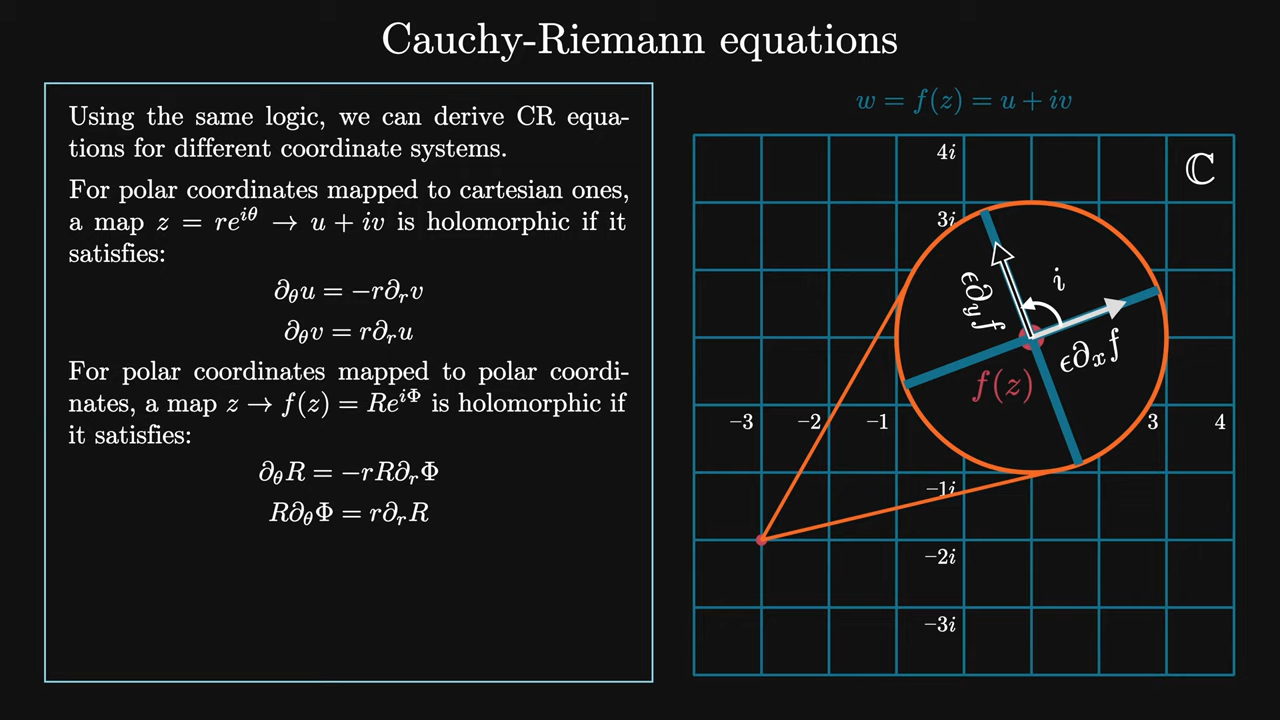 Cauchy-Riemann equations
Using the same logic, we can derive CR equa-
tions for different coordinate systems.
For polar coordinates mapped to cartesian ones,
a map z = re^{iθ} → u + iv is holomorphic if it
satisfies:
∂_θu = −r∂_rv
∂_θv = r∂_ru
For polar coordinates mapped to polar coordi-
nates, a map z → f(z) = Re^{iΦ} is holomorphic if
it satisfies:
∂_θR = −rR∂_rΦ
R∂_θΦ = r∂_rR
w = f(z) = u + iv
ℂ
4i
3i
i
ϵ∂_yf
ϵ∂_xf
f(z)
−3 −2 −1 3 4
−1i
−2i
−3i